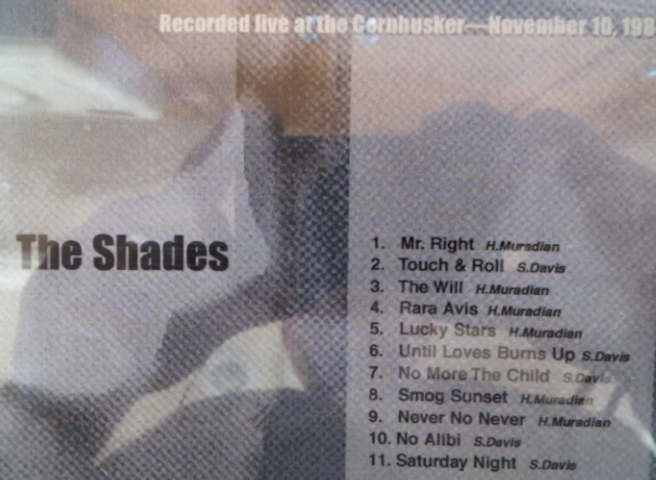 Recorded live at the Cornhusker—November 10, 198
The Shades
1. Mr. Right H.Muradian
2. Touch & Roll S.Davis
3. The Will H.Muradian
4. Rara Avis H.Muradian
5. Lucky Stars H.Muradian
6. Until Loves Burns Up S.Davis
7. No More The Child S.Davis
8. Smog Sunset H.Muradian
9. Never No Never H.Muradian
10. No Alibi S.Davis
11. Saturday Night S.Davis